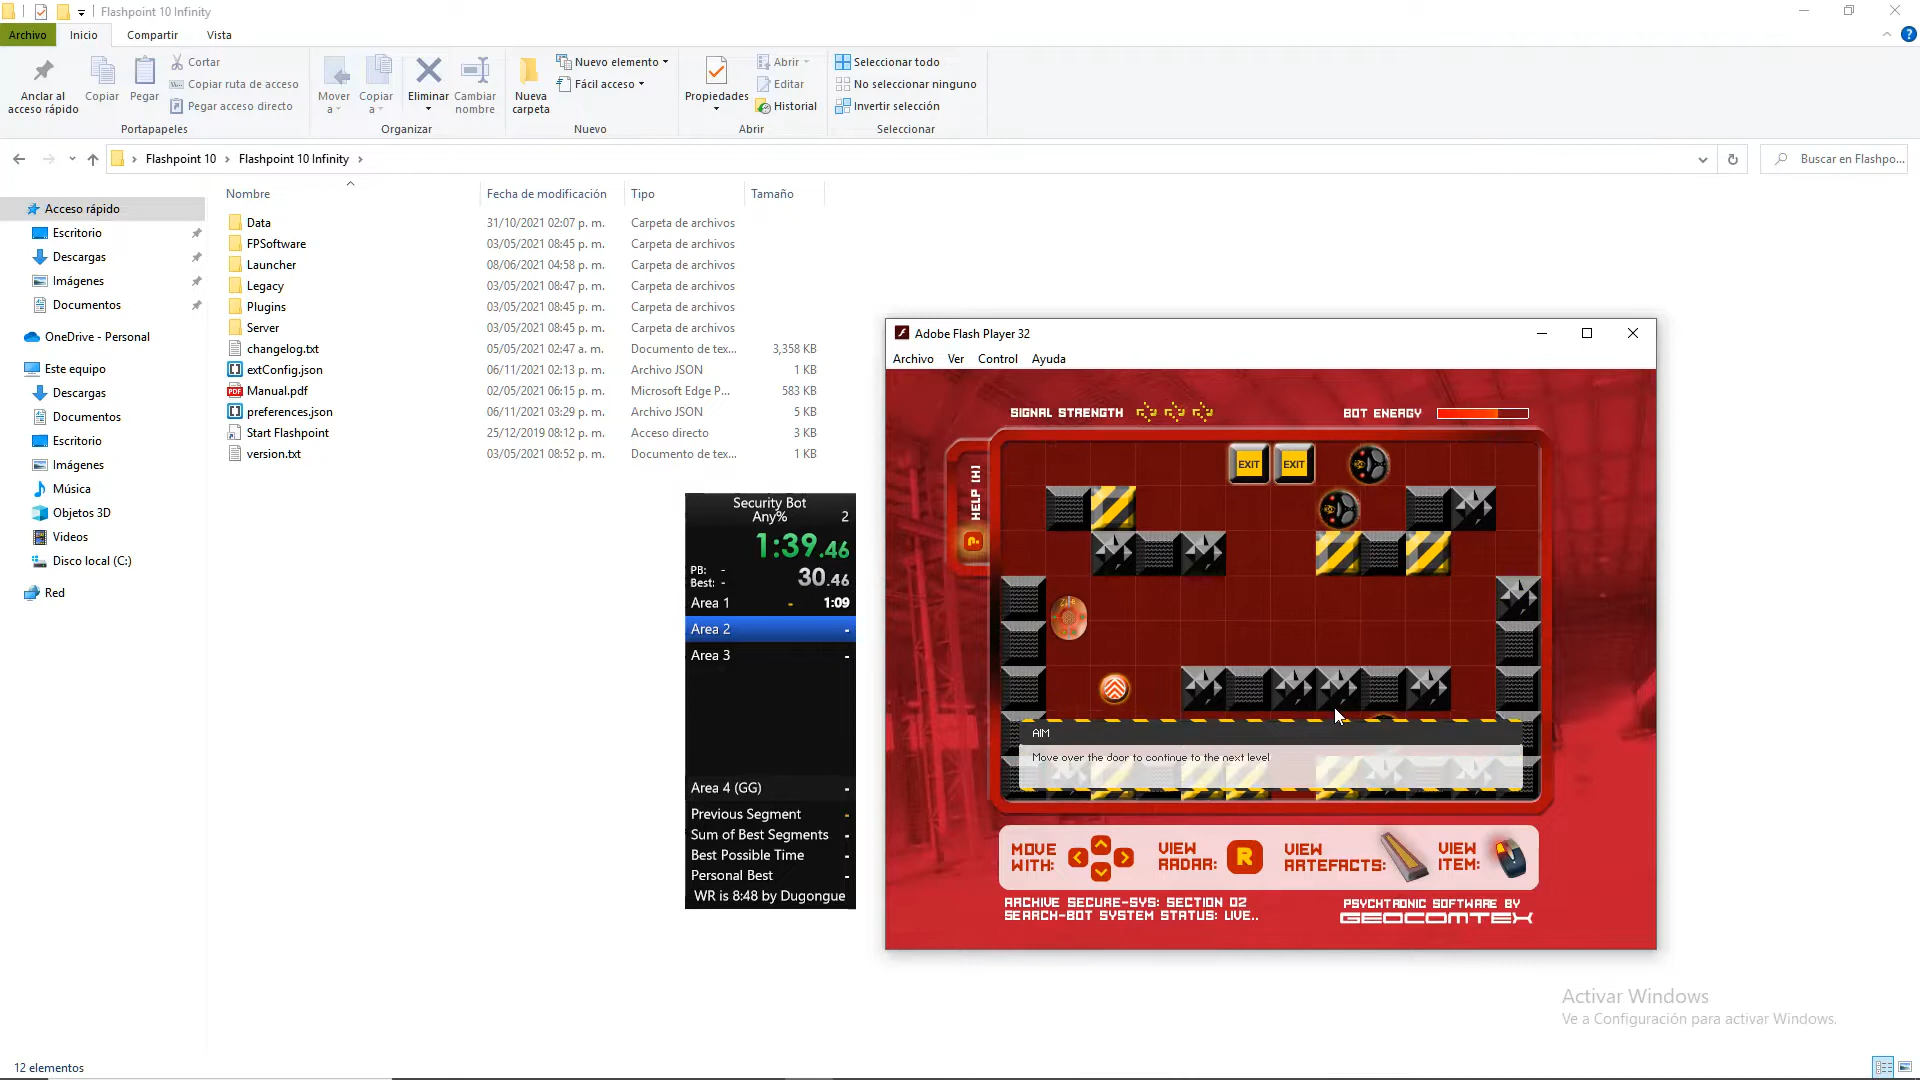 Flashpoint 10 Infinity
Archivo Inicio Compartir Vista
Anclar al acceso rápido
Copiar
Pegar
Cortar
Copiar ruta de acceso
Pegar acceso directo
Portapapeles
Mover a
Copiar a
Eliminar
Cambiar nombre
Organizar
Nueva carpeta
Nuevo elemento
Fácil acceso
Nuevo
Propiedades
Abrir
Editar
Historial
Abrir
Seleccionar todo
No seleccionar ninguno
Invertir selección
Seleccionar
Flashpoint 10 > Flashpoint 10 Infinity >
Buscar en Flashpo...
Acceso rápido
Escritorio
Descargas
Imágenes
Documentos
OneDrive - Personal
Este equipo
Descargas
Documentos
Escritorio
Imágenes
Música
Objetos 3D
Videos
Disco local (C:)
Red
Nombre Fecha de modificación Tipo Tamaño
Data 31/10/2021 02:07 p. m. Carpeta de archivos
FPSoftware 03/05/2021 08:45 p. m. Carpeta de archivos
Launcher 08/06/2021 04:58 p. m. Carpeta de archivos
Legacy 03/05/2021 08:47 p. m. Carpeta de archivos
Plugins 03/05/2021 08:45 p. m. Carpeta de archivos
Server 03/05/2021 08:45 p. m. Carpeta de archivos
changelog.txt 05/05/2021 02:47 a. m. Documento de tex... 3,358 KB
extConfig.json 06/11/2021 02:13 p. m. Archivo JSON 1 KB
Manual.pdf 02/05/2021 06:15 p. m. Microsoft Edge P... 583 KB
preferences.json 06/11/2021 03:29 p. m. Archivo JSON 5 KB
Start Flashpoint 25/12/2019 08:12 p. m. Acceso directo 3 KB
version.txt 03/05/2021 08:52 p. m. Documento de tex... 1 KB
Security Bot
Any% 2
1:39.46
PB: -
Best: - 30.46
Area 1 - 1:09
Area 2 -
Area 3 -
Area 4 (GG) -
Previous Segment -
Sum of Best Segments -
Best Possible Time -
Personal Best -
WR is 8:48 by Dugongue
Adobe Flash Player 32
Archivo Ver Control Ayuda
SIGNAL STRENGTH BOT ENERGY
HELP [H]
?
EXIT EXIT
AIM
Move over the door to continue to the next level
MOVE WITH:
VIEW RADAR: R
VIEW ARTEFACTS:
VIEW ITEM:
ARCHIVE SECURE-SYS: SECTION 02
SEARCH-BOT SYSTEM STATUS: LIVE..
PSYCHTRONIC SOFTWARE BY
GEOCOMTEX
Activar Windows
Ve a Configuración para activar Windows.
12 elementos